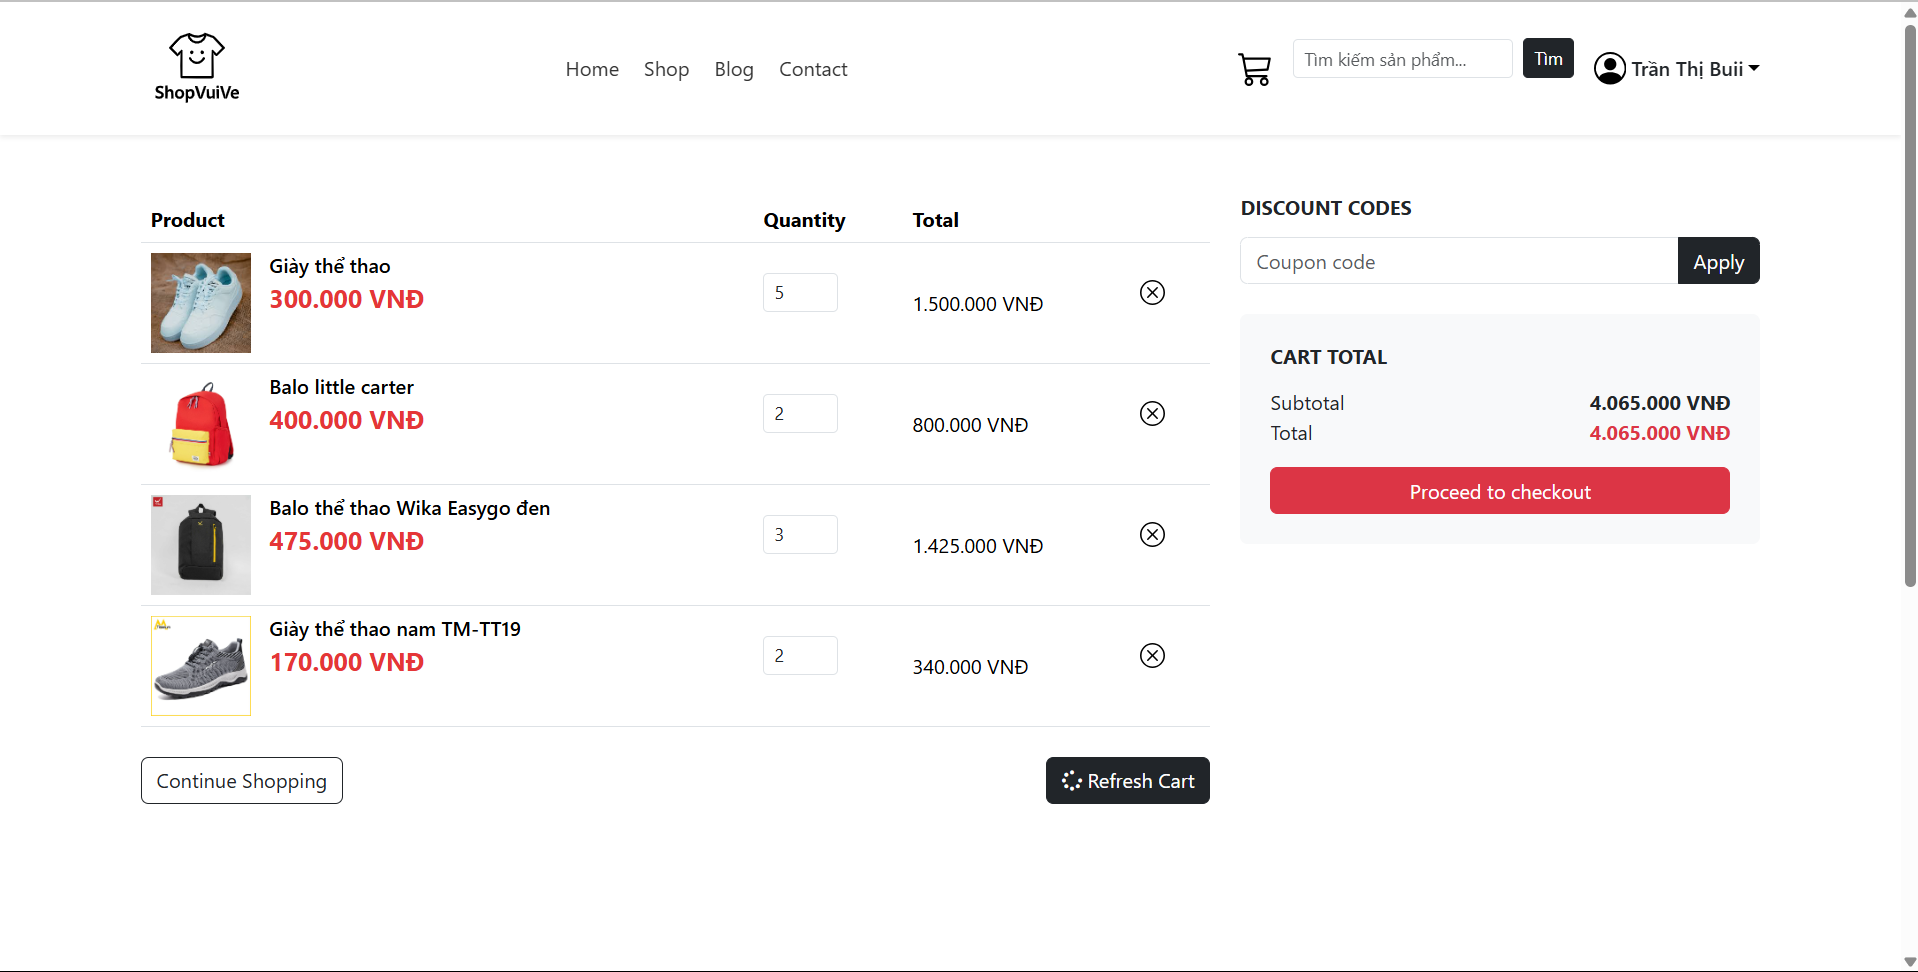 ShopVuiVe
Home Shop Blog Contact
Tìm kiếm sản phẩm... Tìm Trần Thị Buii
Product Quantity Total
Giày thể thao
300.000 VNĐ
5
1.500.000 VNĐ
Balo little carter
400.000 VNĐ
2
800.000 VNĐ
Balo thể thao Wika Easygo đen
475.000 VNĐ
3
1.425.000 VNĐ
Giày thể thao nam TM-TT19
170.000 VNĐ
2
340.000 VNĐ
Continue Shopping Refresh Cart
DISCOUNT CODES
Coupon code Apply
CART TOTAL
Subtotal 4.065.000 VNĐ
Total 4.065.000 VNĐ
Proceed to checkout